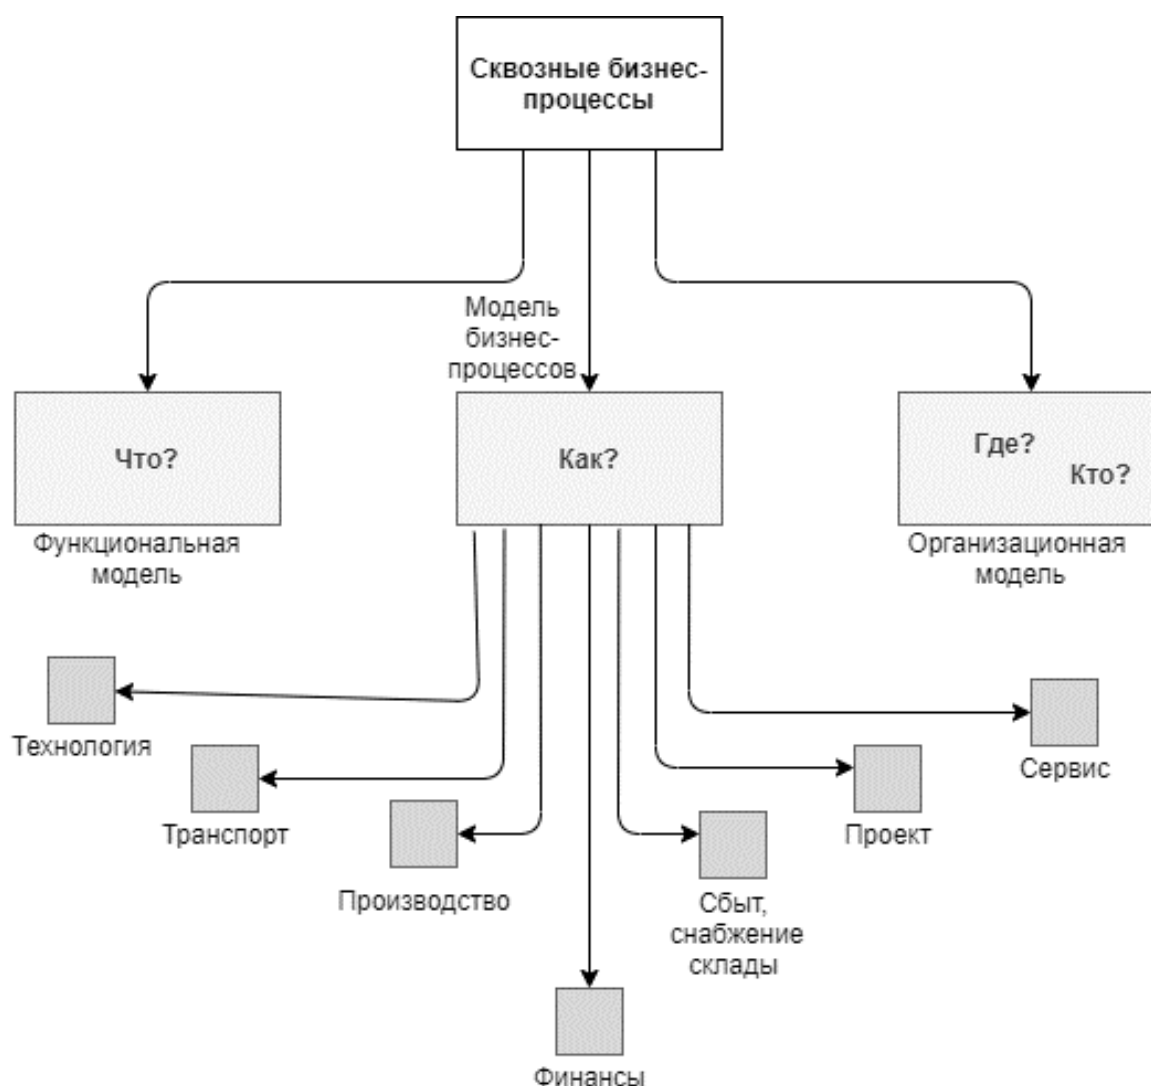 Сквозные бизнес-
процессы
Модель
бизнес-
процессов
Что?
Как?
Где?
Кто?
Функциональная
модель
Организационная
модель
Технология
Транспорт
Производство
Финансы
Сбыт,
снабжение
склады
Проект
Сервис